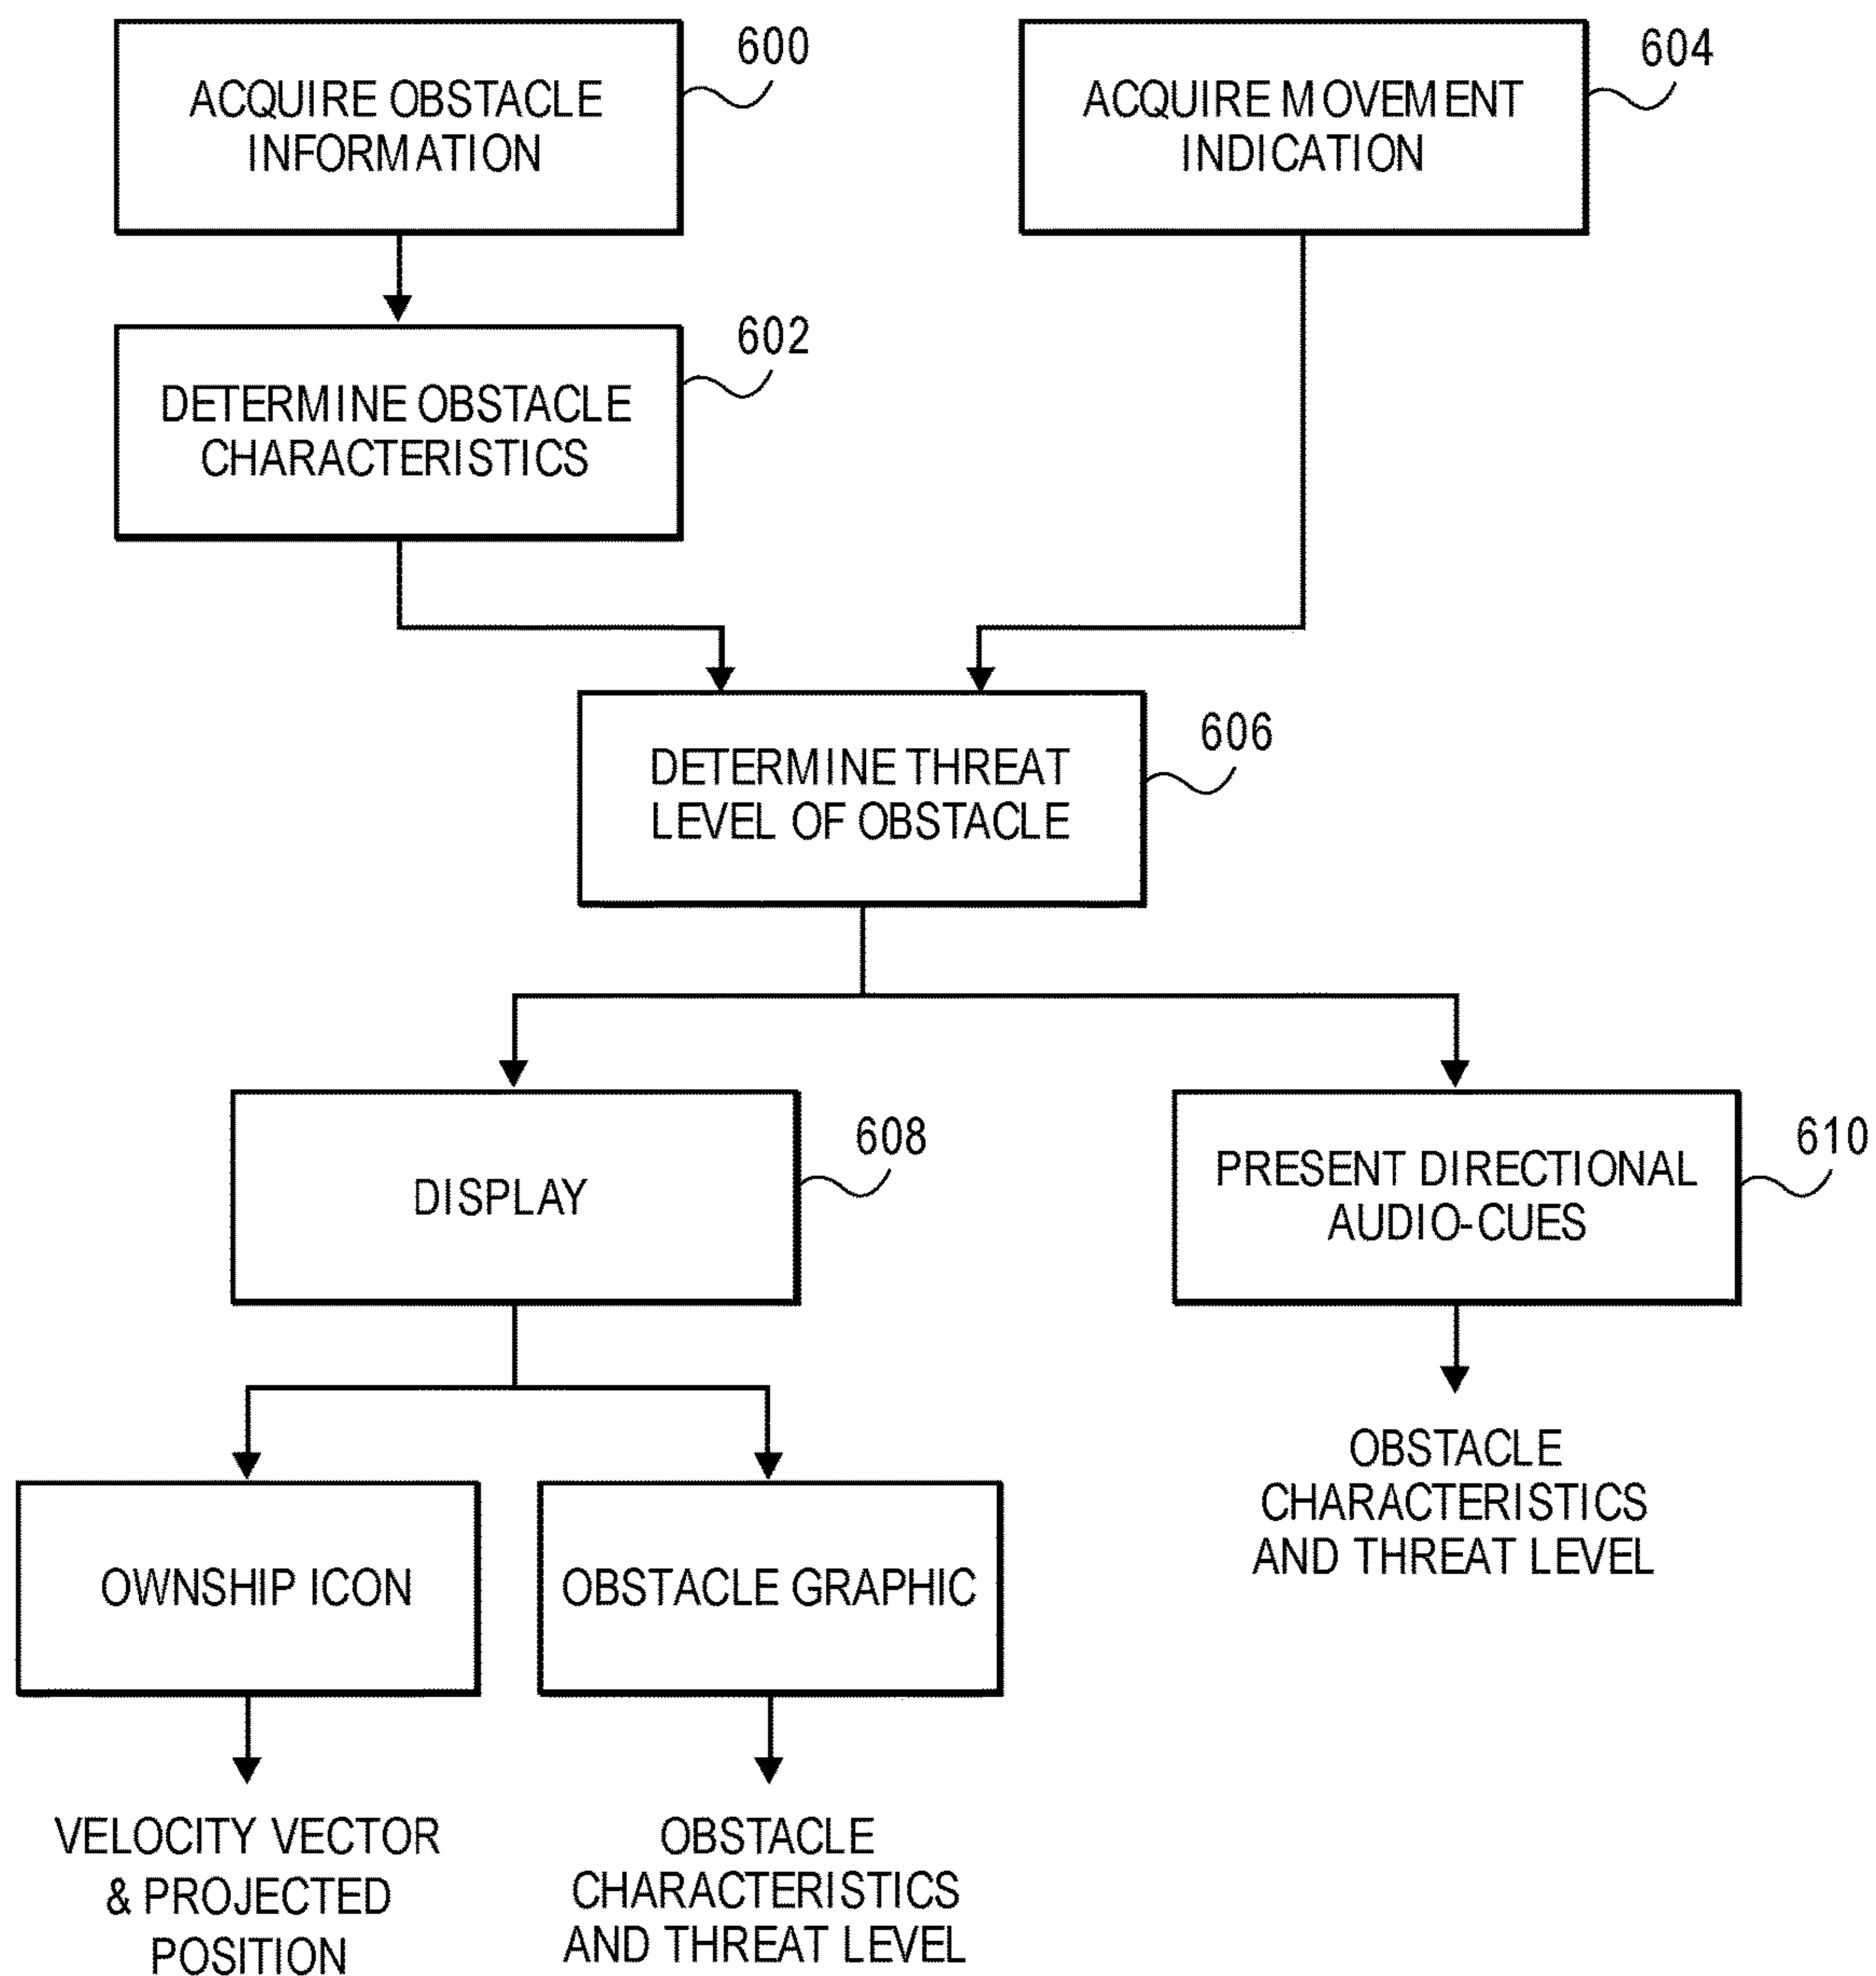 ACQUIRE OBSTACLE
INFORMATION
600
ACQUIRE MOVEMENT
INDICATION
604
DETERMINE OBSTACLE
CHARACTERISTICS
602
DETERMINE THREAT
LEVEL OF OBSTACLE
606
DISPLAY
608
PRESENT DIRECTIONAL
AUDIO-CUES
610
OWNSHIP ICON
OBSTACLE GRAPHIC
OBSTACLE
CHARACTERISTICS
AND THREAT LEVEL
VELOCITY VECTOR
& PROJECTED
POSITION
OBSTACLE
CHARACTERISTICS
AND THREAT LEVEL